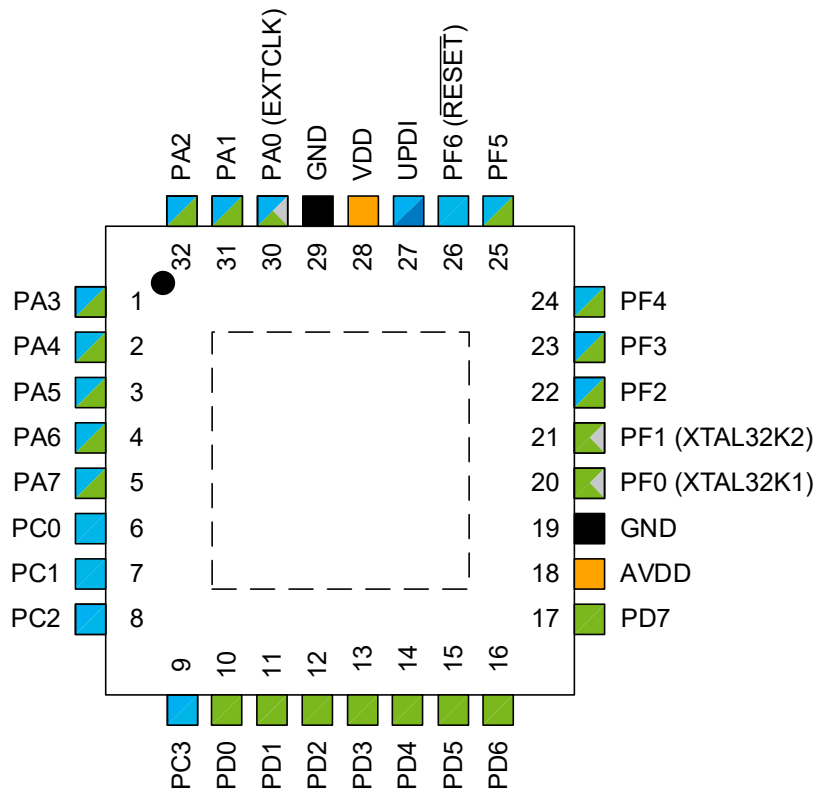 PA2
PA1
PA0 (EXTCLK)
GND
VDD
UPDI
PF6 (RESET)
PF5
32
31
30
29
28
27
26
25
PA3 1
PA4 2
PA5 3
PA6 4
PA7 5
PC0 6
PC1 7
PC2 8
24 PF4
23 PF3
22 PF2
21 PF1 (XTAL32K2)
20 PF0 (XTAL32K1)
19 GND
18 AVDD
17 PD7
9
10
11
12
13
14
15
16
PC3
PD0
PD1
PD2
PD3
PD4
PD5
PD6